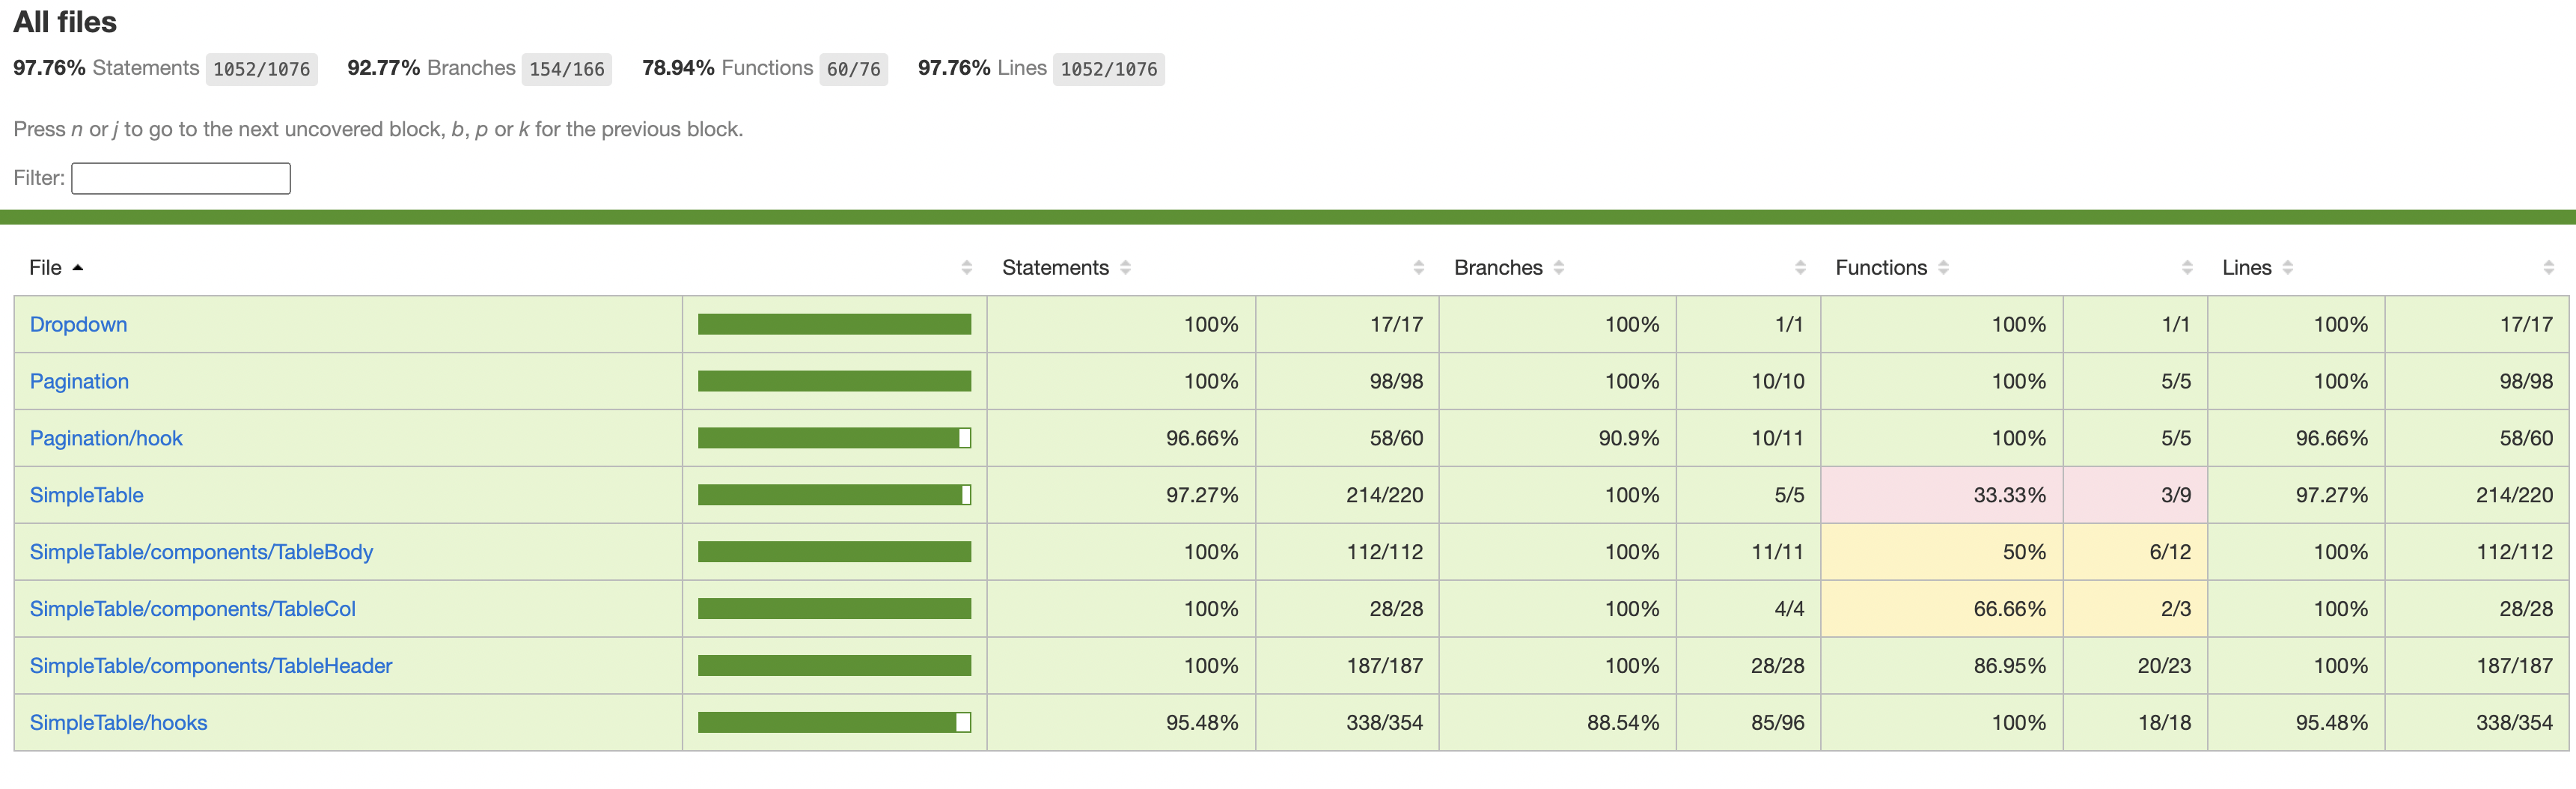 All files
97.76% Statements 1052/1076 92.77% Branches 154/166 78.94% Functions 60/76 97.76% Lines 1052/1076
Press n or j to go to the next uncovered block, b, p or k for the previous block.
Filter:
File Statements Branches Functions Lines
Dropdown 100% 17/17 100% 1/1 100% 1/1 100% 17/17
Pagination 100% 98/98 100% 10/10 100% 5/5 100% 98/98
Pagination/hook 96.66% 58/60 90.9% 10/11 100% 5/5 96.66% 58/60
SimpleTable 97.27% 214/220 100% 5/5 33.33% 3/9 97.27% 214/220
SimpleTable/components/TableBody 100% 112/112 100% 11/11 50% 6/12 100% 112/112
SimpleTable/components/TableCol 100% 28/28 100% 4/4 66.66% 2/3 100% 28/28
SimpleTable/components/TableHeader 100% 187/187 100% 28/28 86.95% 20/23 100% 187/187
SimpleTable/hooks 95.48% 338/354 88.54% 85/96 100% 18/18 95.48% 338/354